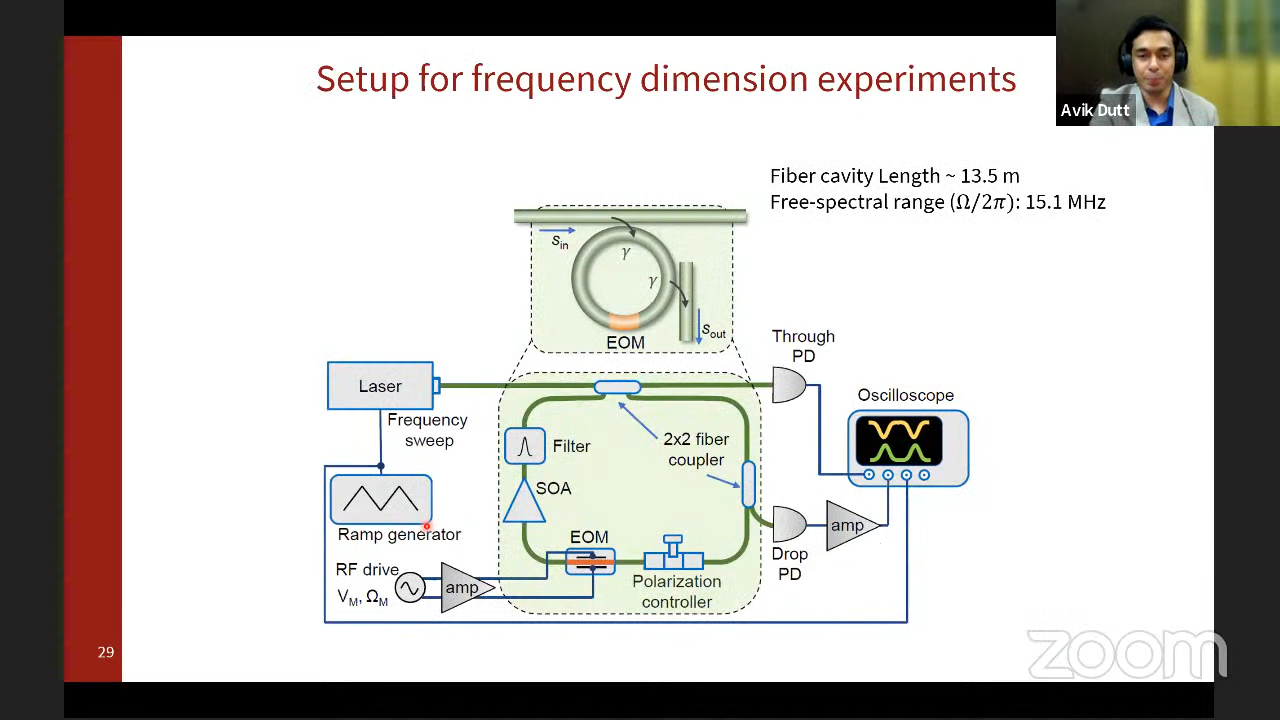 Setup for frequency dimension experiments
Avik Dutt
Fiber cavity Length ~ 13.5 m
Free-spectral range (Ω/2π): 15.1 MHz
s_in
γ
γ
s_out
EOM
Through
PD
Laser
Oscilloscope
Frequency
sweep
Filter
2x2 fiber
coupler
SOA
Ramp generator
EOM
amp
Drop
PD
RF drive
V_M, Ω_M
amp
Polarization
controller
29
zoom